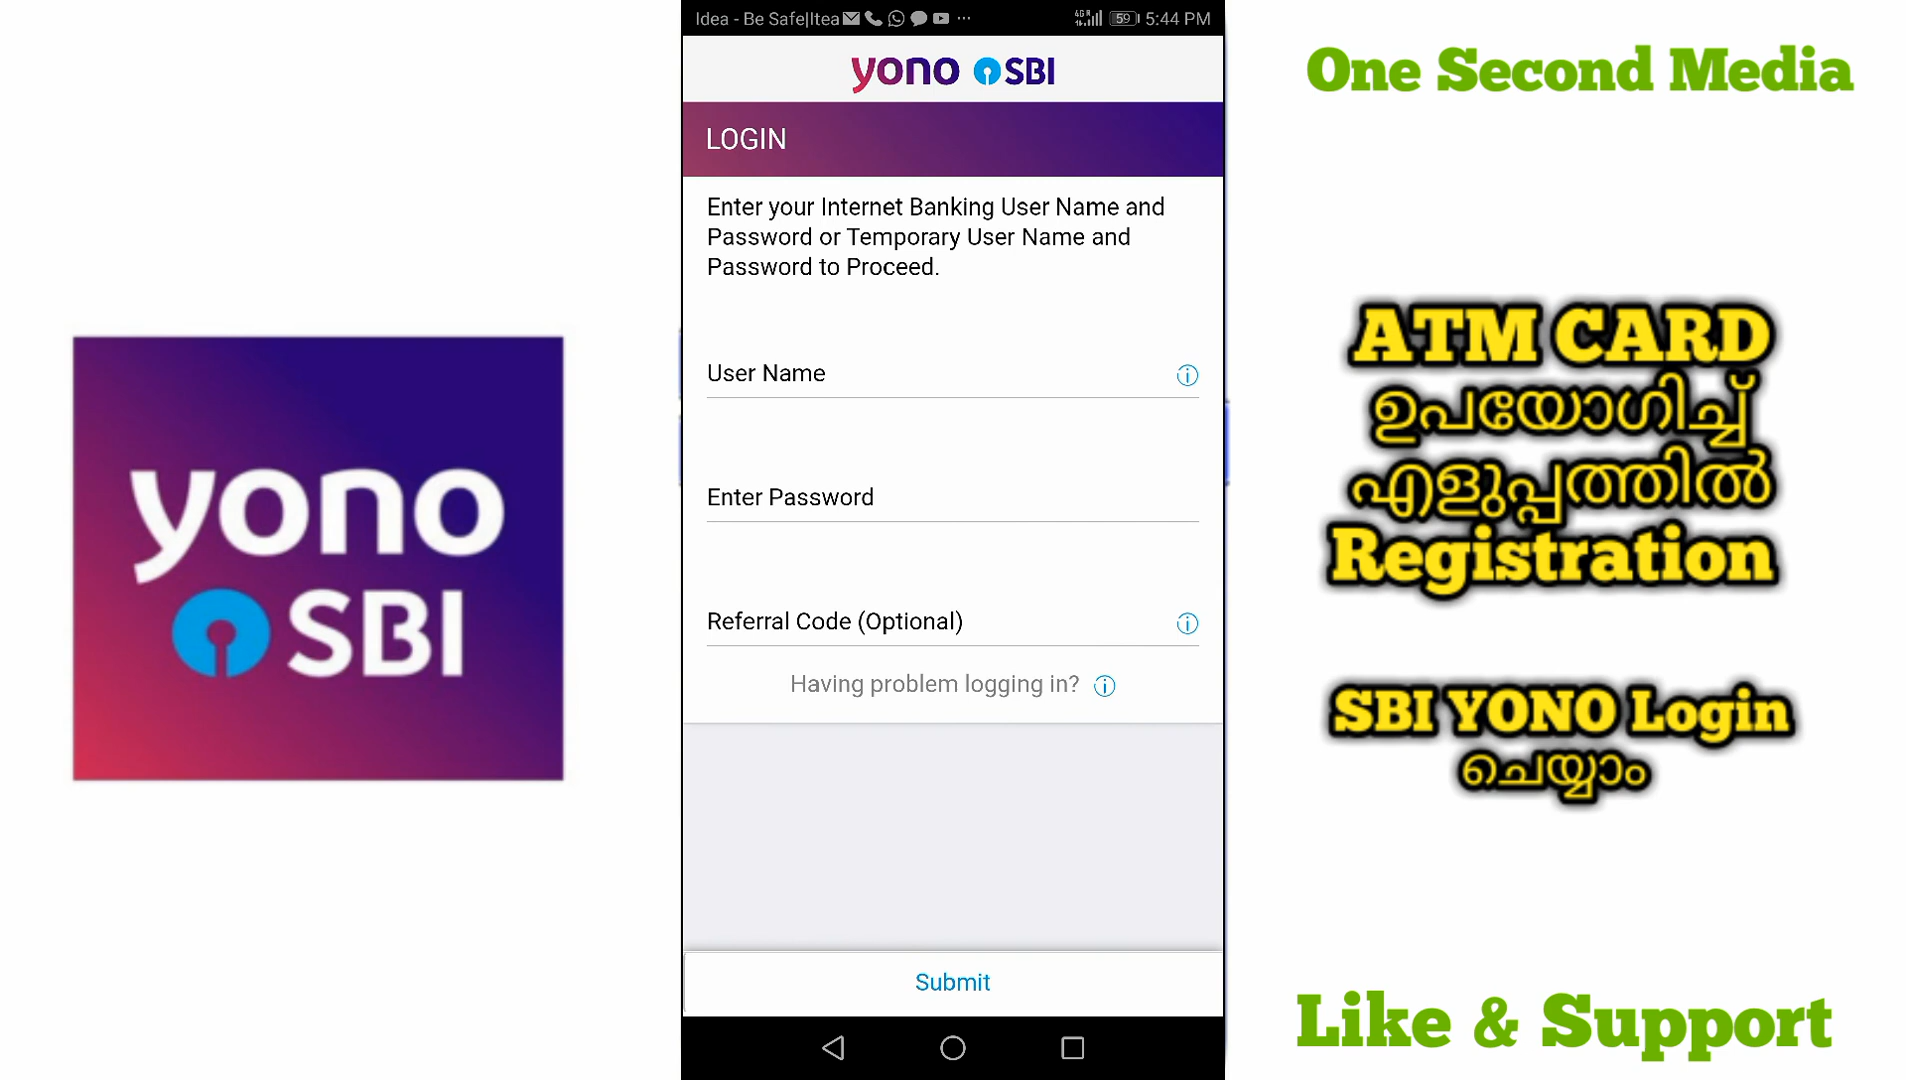 Idea - Be Safe|Itea
4G 59 5:44 PM
yono SBI
LOGIN
Enter your Internet Banking User Name and
Password or Temporary User Name and
Password to Proceed.
User Name
Enter Password
Referral Code (Optional)
Having problem logging in?
Submit
yono
SBI
One Second Media
ATM CARD
ഉപയോഗിച്ച്
എളുപ്പത്തിൽ
Registration
SBI YONO Login
ചെയ്യാം
Like & Support